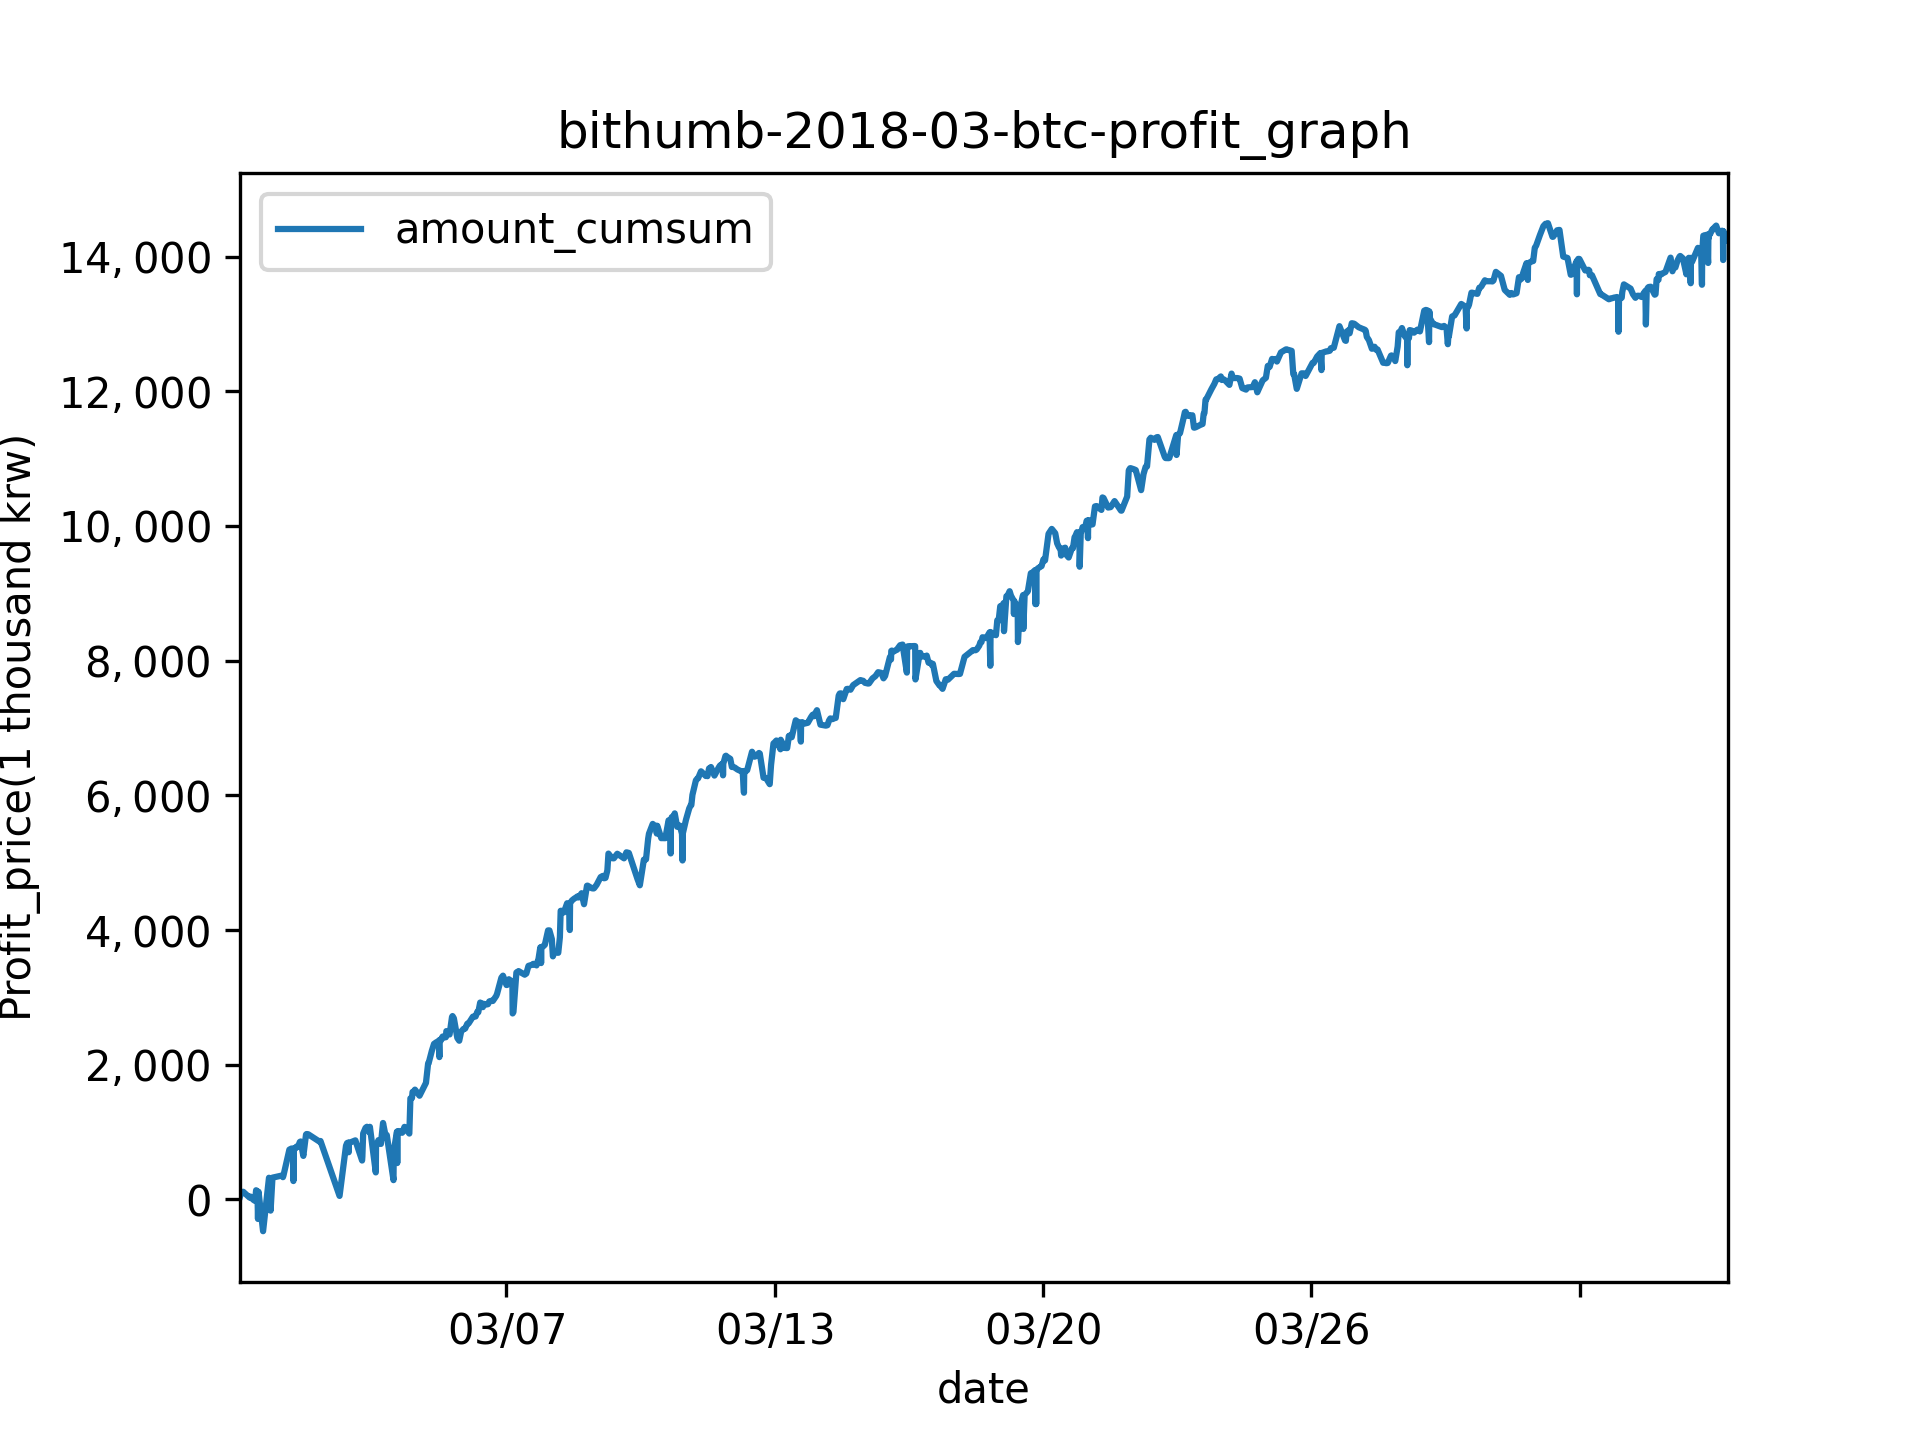 bithumb-2018-03-btc-profit_graph
amount_cumsum
14,000
12,000
10,000
8,000
6,000
4,000
2,000
0
Profit_price(1 thousand krw)
03/07 03/13 03/20 03/26
date